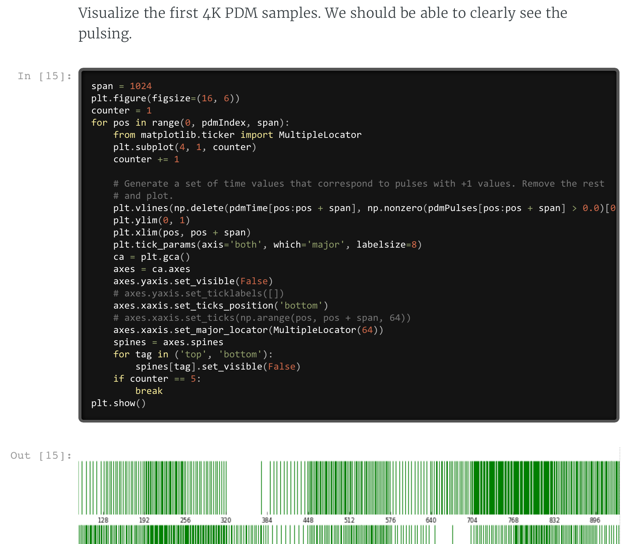 Visualize the first 4K PDM samples. We should be able to clearly see the
pulsing.
In [15]:
span = 1024
plt.figure(figsize=(16, 6))
counter = 1
for pos in range(0, pdmIndex, span):
    from matplotlib.ticker import MultipleLocator
    plt.subplot(4, 1, counter)
    counter += 1
    # Generate a set of time values that correspond to pulses with +1 values. Remove the rest
    # and plot.
    plt.vlines(np.delete(pdmTime[pos:pos + span], np.nonzero(pdmPulses[pos:pos + span] > 0.0)[0
    plt.ylim(0, 1)
    plt.xlim(pos, pos + span)
    plt.tick_params(axis='both', which='major', labelsize=8)
    ca = plt.gca()
    axes = ca.axes
    axes.yaxis.set_visible(False)
    # axes.yaxis.set_ticklabels([])
    axes.xaxis.set_ticks_position('bottom')
    # axes.xaxis.set_ticks(np.arange(pos, pos + span, 64))
    axes.xaxis.set_major_locator(MultipleLocator(64))
    spines = axes.spines
    for tag in ('top', 'bottom'):
        spines[tag].set_visible(False)
    if counter == 5:
        break
plt.show()
Out [15]:
128 192 256 320 384 448 512 576 640 704 768 832 896